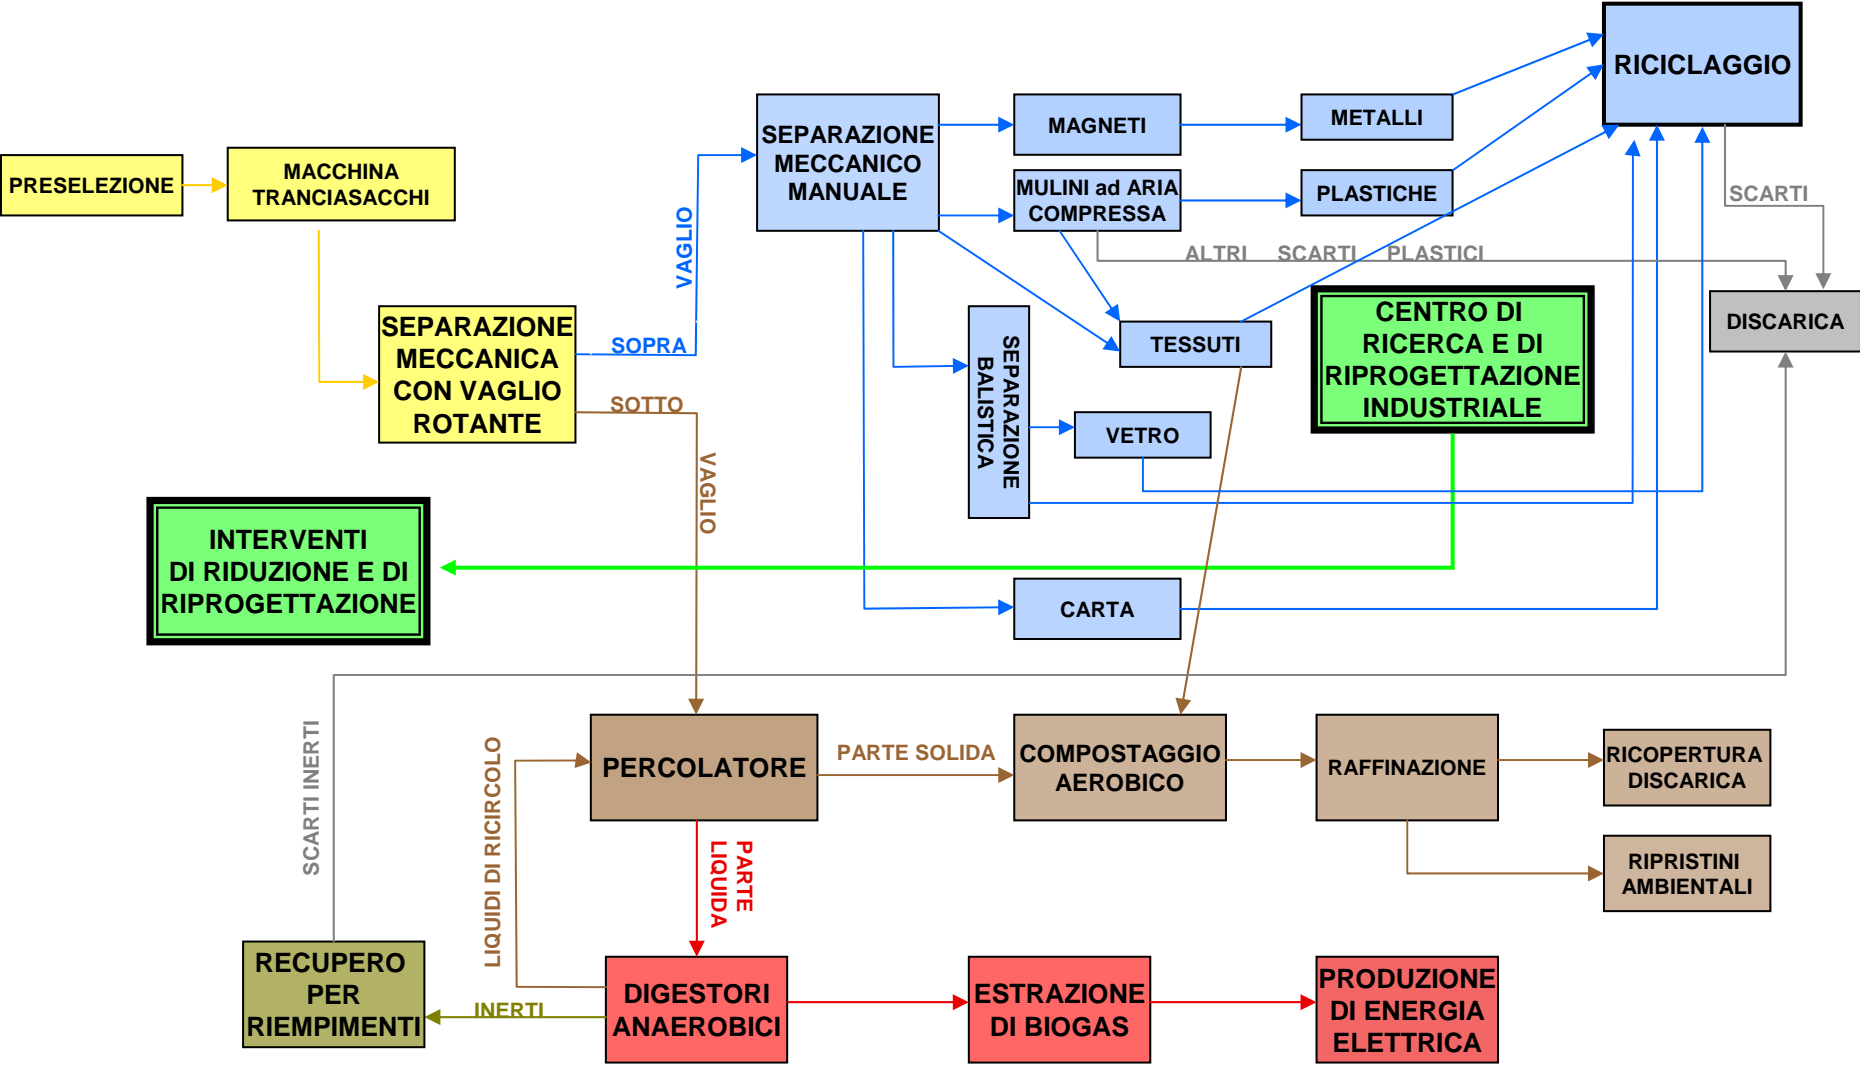 RICICLAGGIO
SEPARAZIONE
MECCANICO
MANUALE
MAGNETI
METALLI
PRESELEZIONE
MACCHINA
TRANCIASACCHI
MULINI ad ARIA
COMPRESSA
PLASTICHE
SCARTI
VAGLIO
ALTRI SCARTI PLASTICI
SEPARAZIONE
MECCANICA
CON VAGLIO
ROTANTE
SOPRA
SOTTO
SEPARAZIONE
BALISTICA
TESSUTI
CENTRO DI
RICERCA E DI
RIPROGETTAZIONE
INDUSTRIALE
DISCARICA
VETRO
VAGLIO
INTERVENTI
DI RIDUZIONE E DI
RIPROGETTAZIONE
CARTA
SCARTI INERTI
LIQUIDI DI RICIRCOLO
PERCOLATORE
PARTE SOLIDA
COMPOSTAGGIO
AEROBICO
RAFFINAZIONE
RICOPERTURA
DISCARICA
PARTE
LIQUIDA
RIPRISTINI
AMBIENTALI
RECUPERO
PER
RIEMPIMENTI
INERTI
DIGESTORI
ANAEROBICI
ESTRAZIONE
DI BIOGAS
PRODUZIONE
DI ENERGIA
ELETTRICA